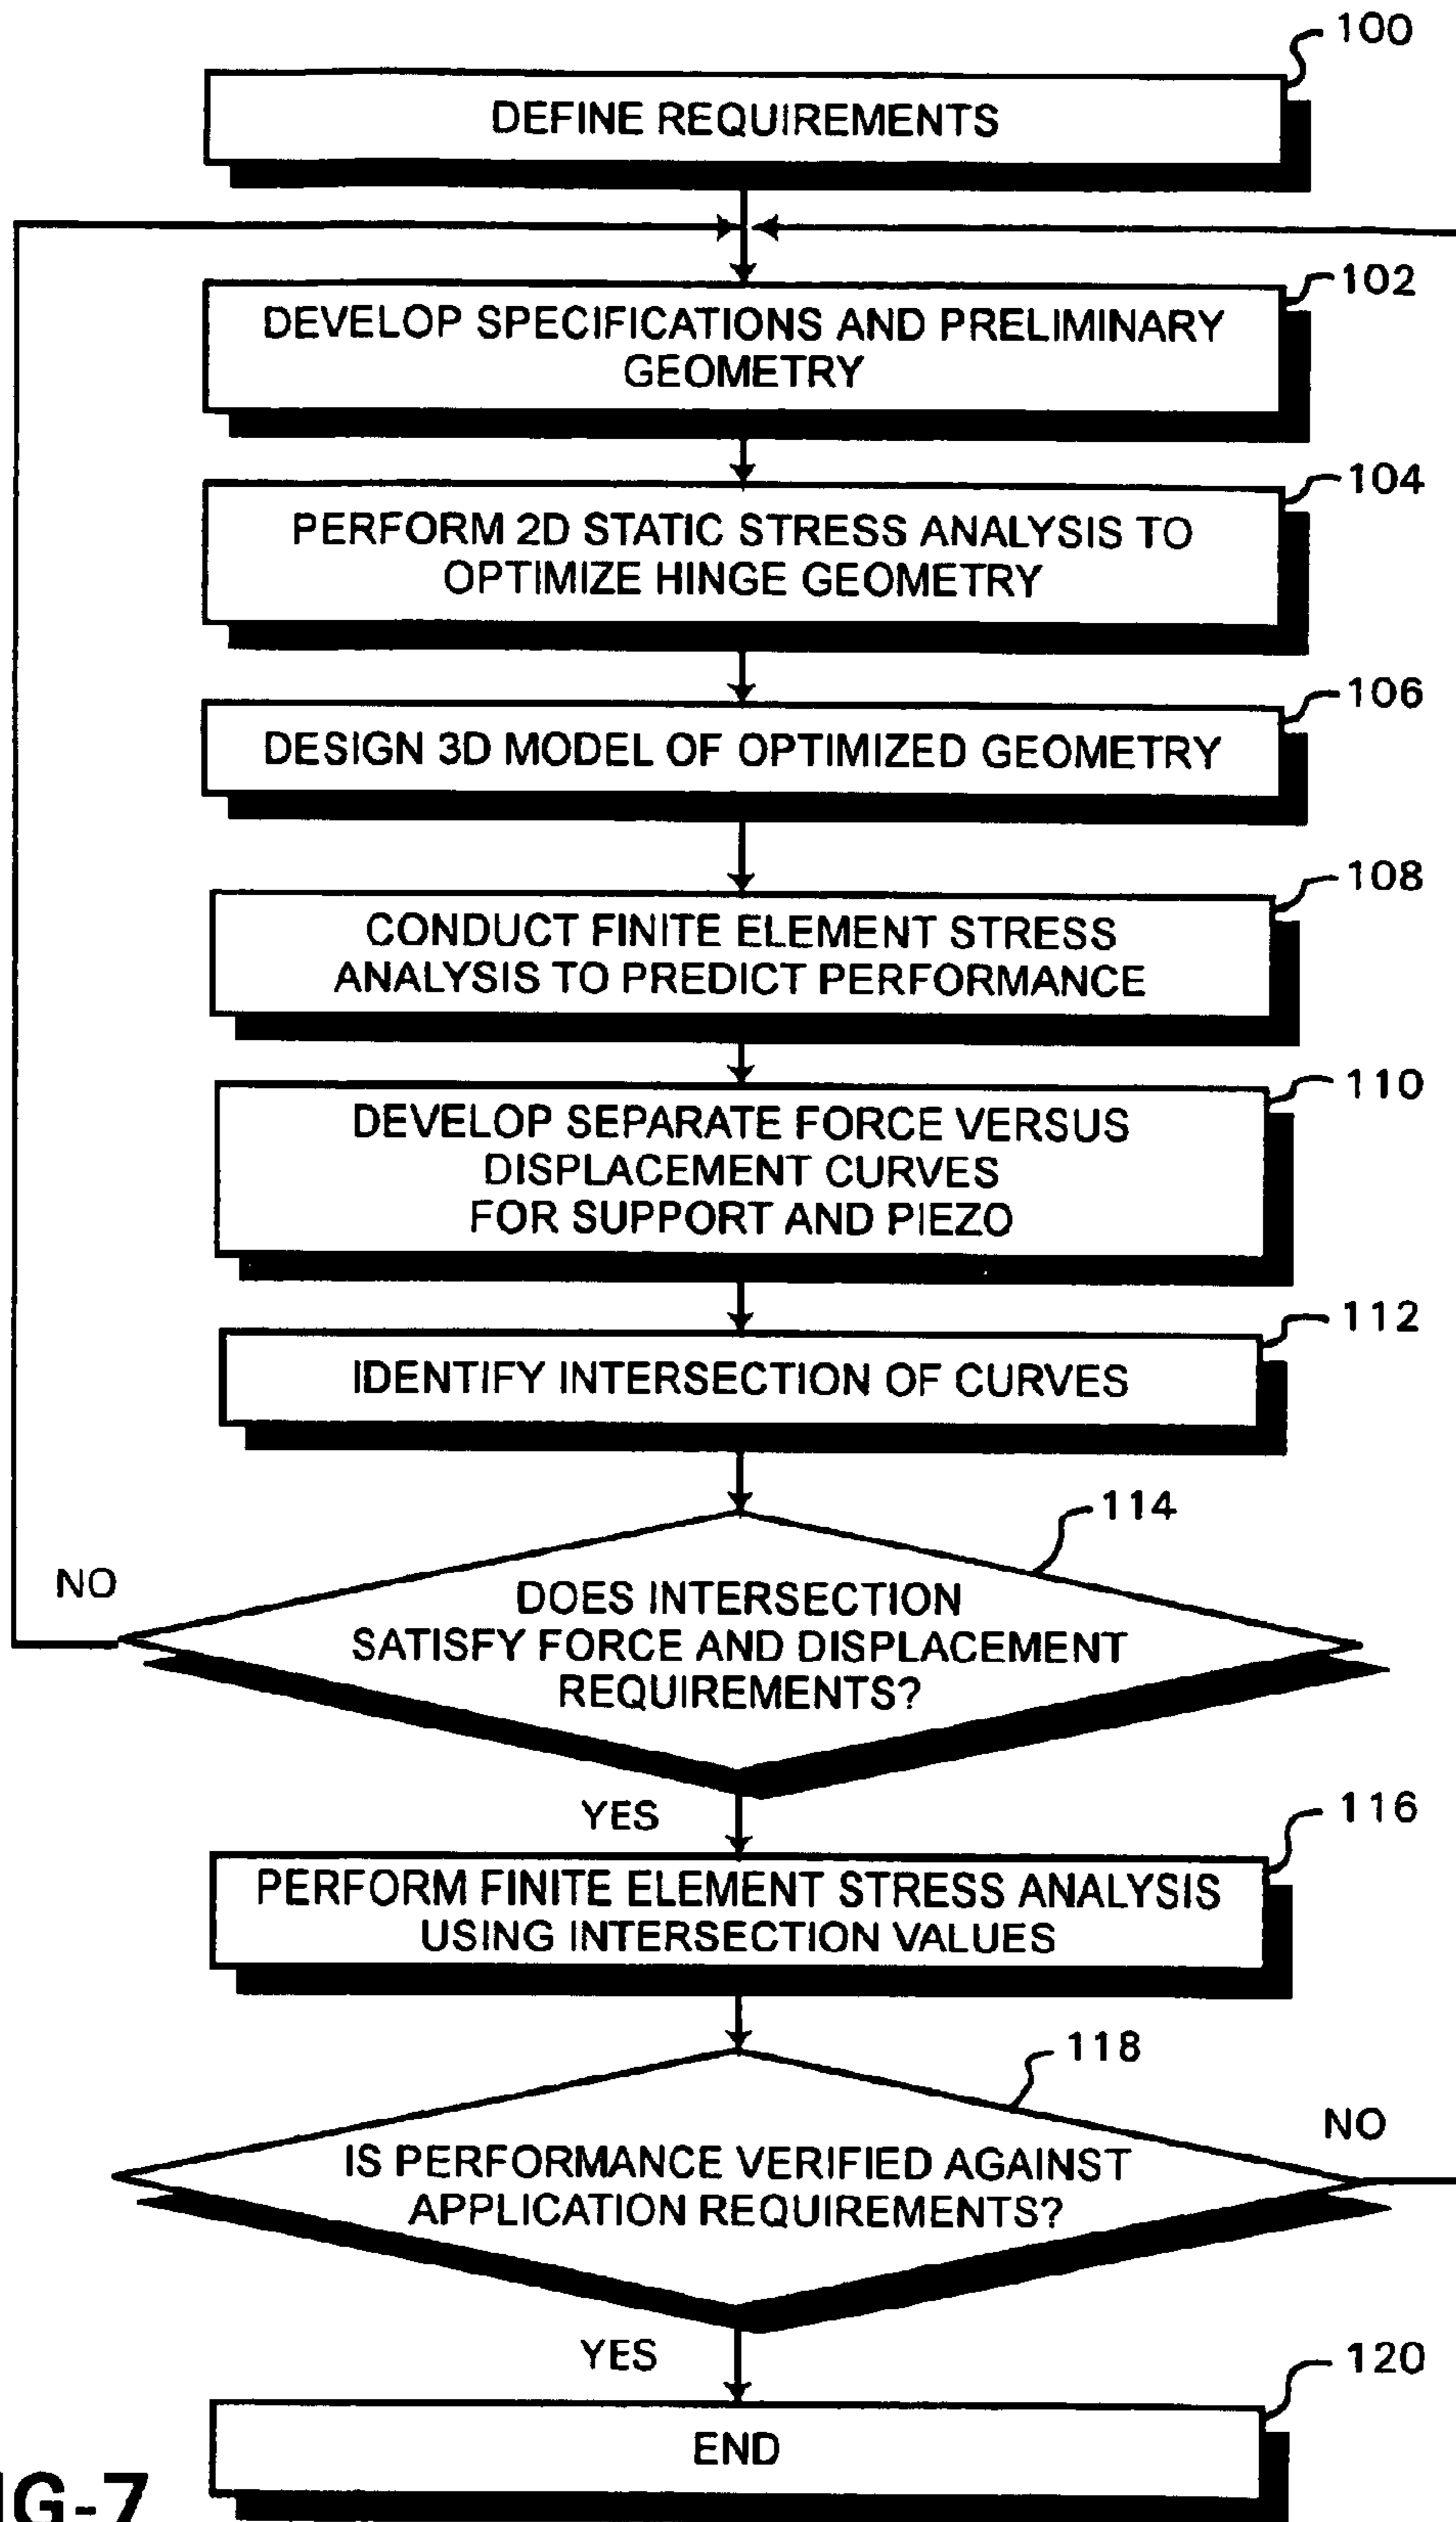 100
DEFINE REQUIREMENTS
102
DEVELOP SPECIFICATIONS AND PRELIMINARY
GEOMETRY
104
PERFORM 2D STATIC STRESS ANALYSIS TO
OPTIMIZE HINGE GEOMETRY
106
DESIGN 3D MODEL OF OPTIMIZED GEOMETRY
108
CONDUCT FINITE ELEMENT STRESS
ANALYSIS TO PREDICT PERFORMANCE
110
DEVELOP SEPARATE FORCE VERSUS
DISPLACEMENT CURVES
FOR SUPPORT AND PIEZO
112
IDENTIFY INTERSECTION OF CURVES
114
NO
DOES INTERSECTION
SATISFY FORCE AND DISPLACEMENT
REQUIREMENTS?
YES
116
PERFORM FINITE ELEMENT STRESS ANALYSIS
USING INTERSECTION VALUES
118
NO
IS PERFORMANCE VERIFIED AGAINST
APPLICATION REQUIREMENTS?
YES
120
END
IG-7